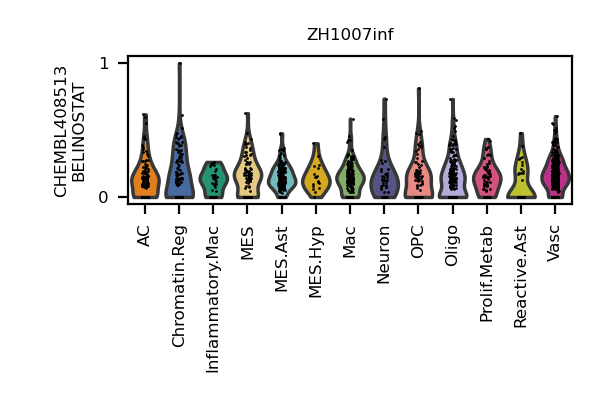 ZH1007inf
CHEMBL408513
BELINOSTAT
1
0
AC
Chromatin.Reg
Inflammatory.Mac
MES
MES.Ast
MES.Hyp
Mac
Neuron
OPC
Oligo
Prolif.Metab
Reactive.Ast
Vasc